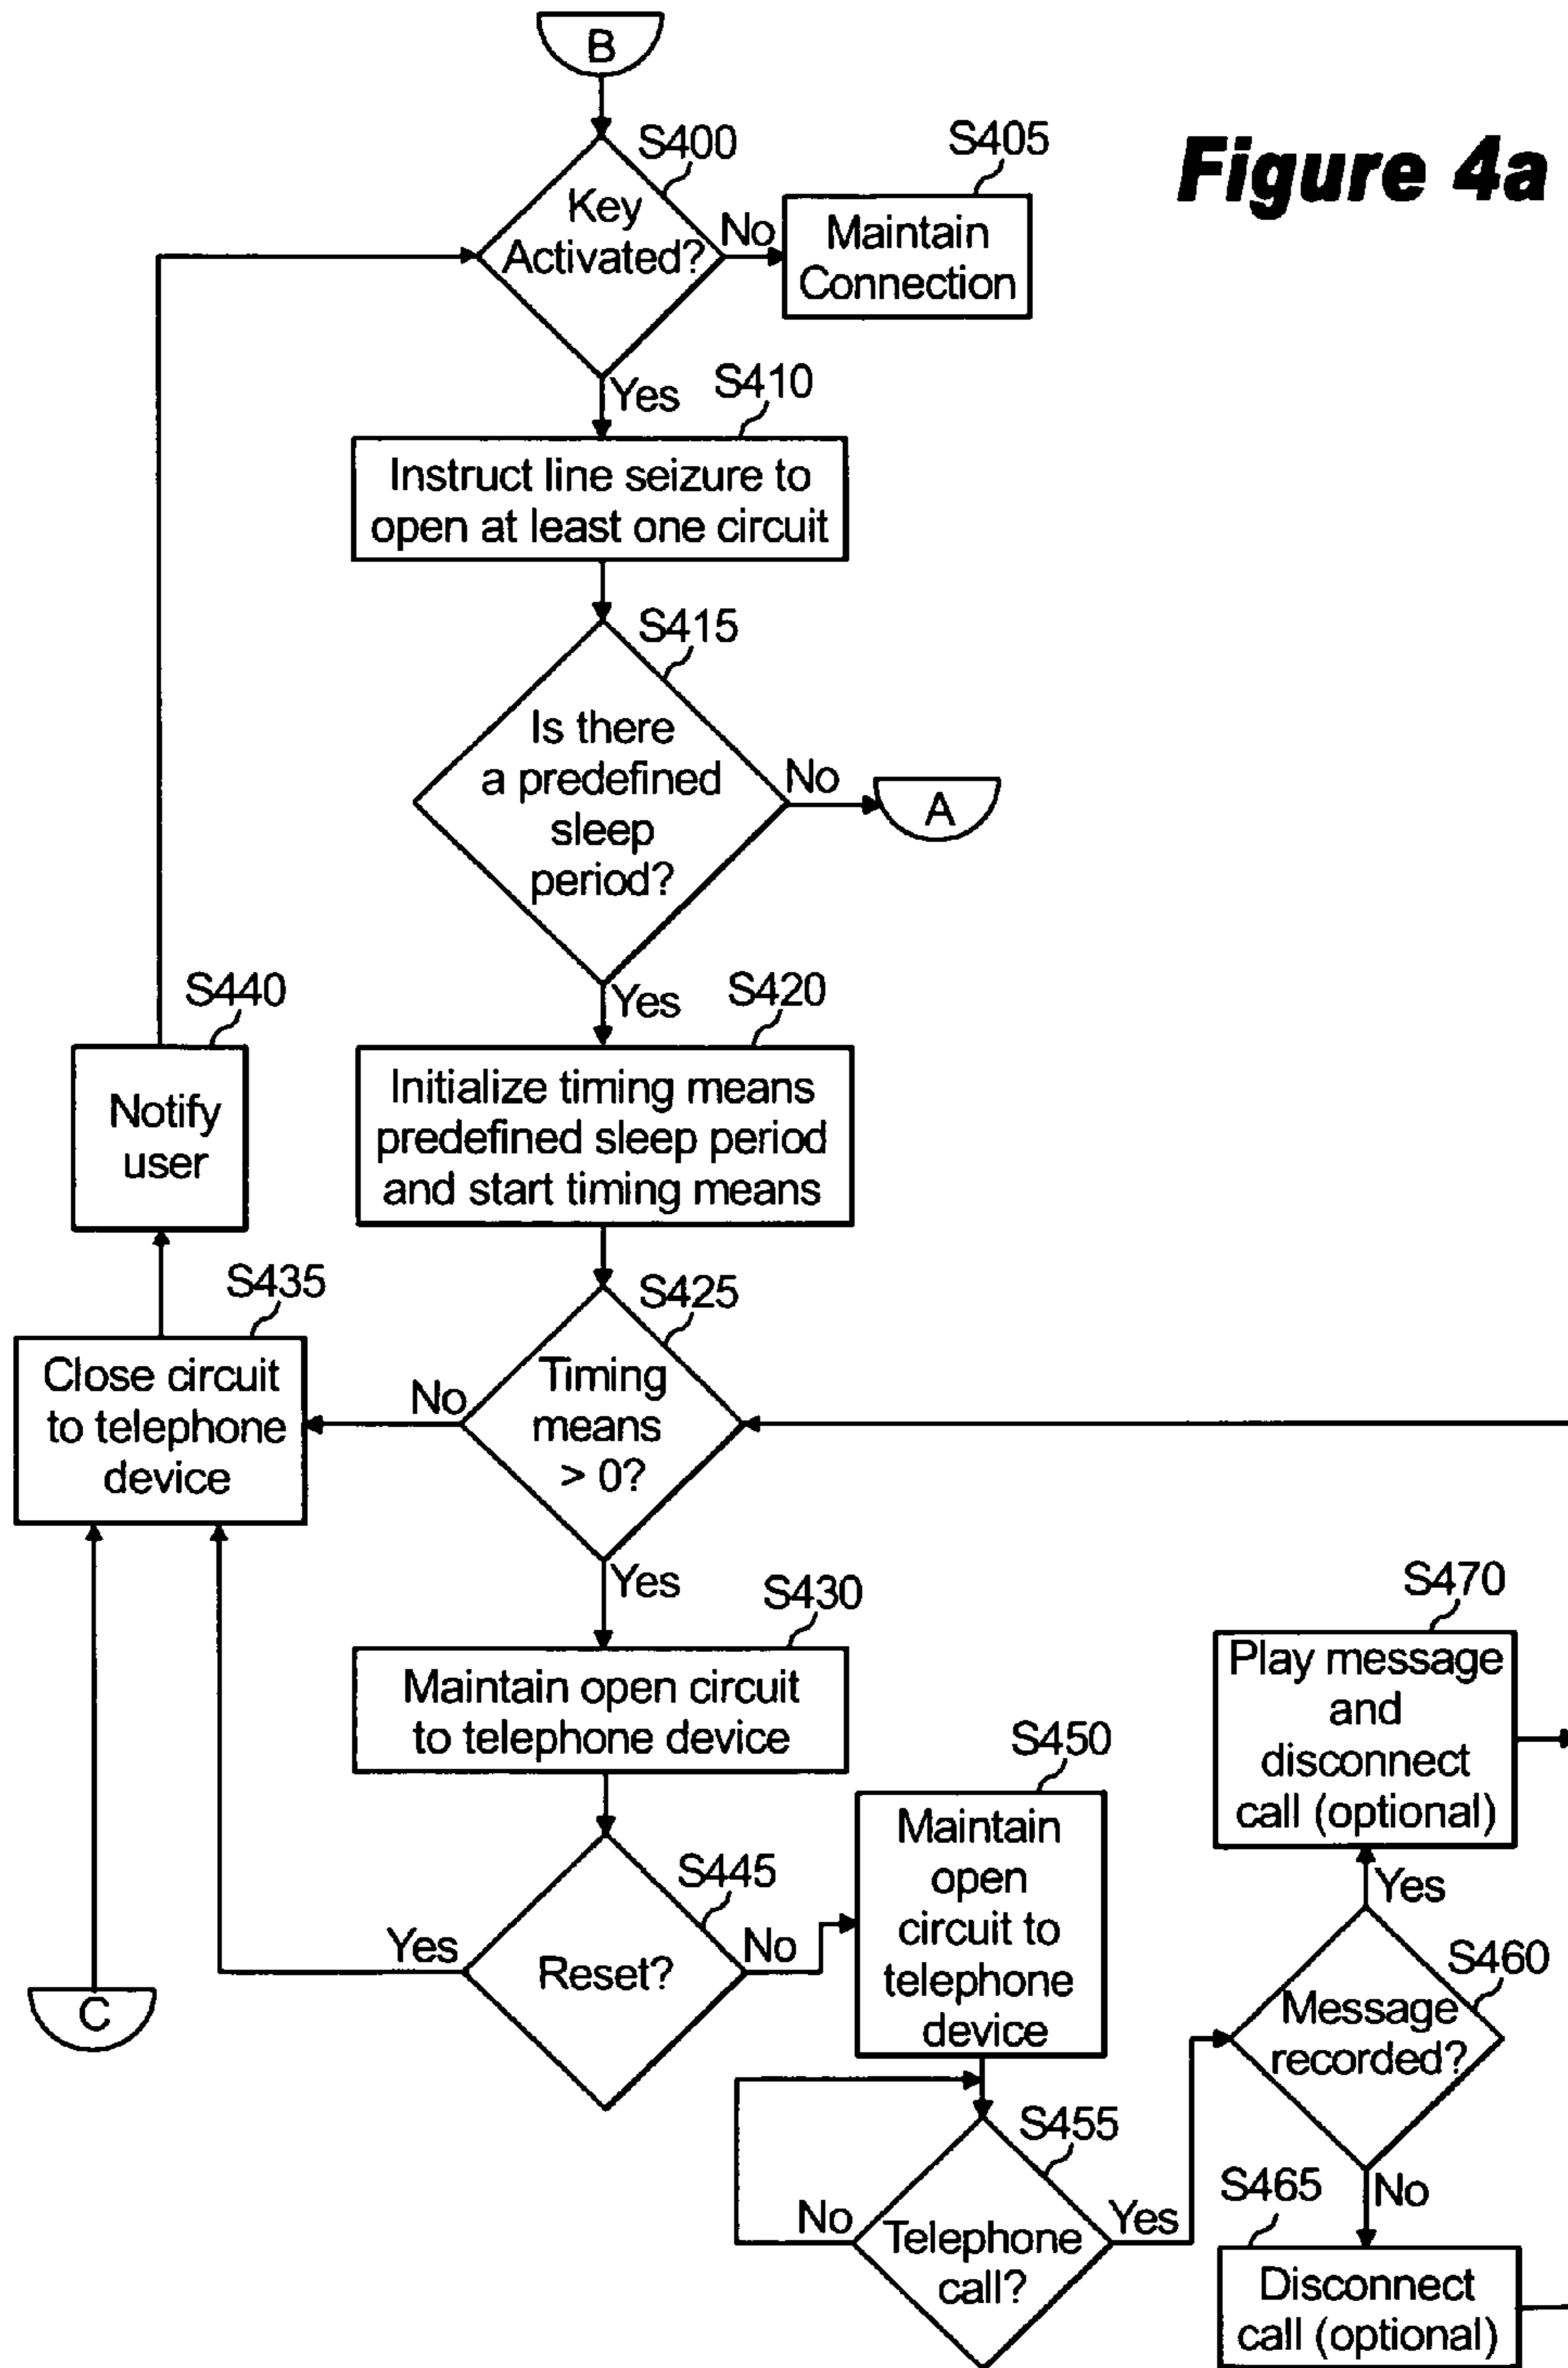 B
Figure 4a
S400
S405
Key
Activated?
No
Maintain
Connection
Yes
S410
Instruct line seizure to
open at least one circuit
S415
Is there
a predefined
sleep
period?
No
A
Yes
S420
S440
Notify
user
Initialize timing means
predefined sleep period
and start timing means
S435
S425
Close circuit
to telephone
device
No
Timing
means
> 0?
Yes
S430
Maintain open circuit
to telephone device
S470
Play message
and
disconnect
call (optional)
S450
Maintain
open
circuit to
telephone
device
S445
Yes
Reset?
No
C
Yes
S460
Message
recorded?
S455
No
Telephone
call?
Yes
S465
No
Disconnect
call (optional)